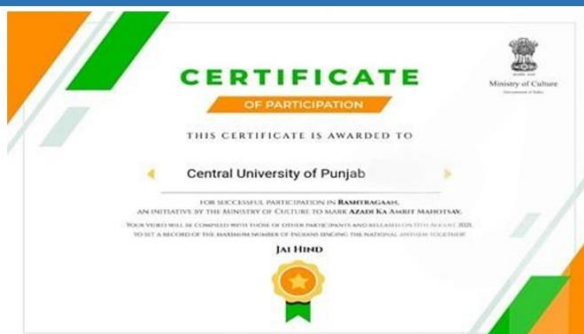 CERTIFICATE
OF PARTICIPATION
Ministry of Culture
Government of India
THIS CERTIFICATE IS AWARDED TO
Central University of Punjab
FOR SUCCESSFUL PARTICIPATION IN RASHTRAGAAN,
AN INITIATIVE BY THE MINISTRY OF CULTURE TO MARK AZADI KA AMRIT MAHOTSAV.
YOUR VIDEO WILL BE COMPILED WITH THOSE OF OTHER PARTICIPANTS AND RELEASED ON 15TH AUGUST 2021,
TO SET A RECORD OF THE MAXIMUM NUMBER OF INDIANS SINGING THE NATIONAL ANTHEM TOGETHER!
JAI HIND